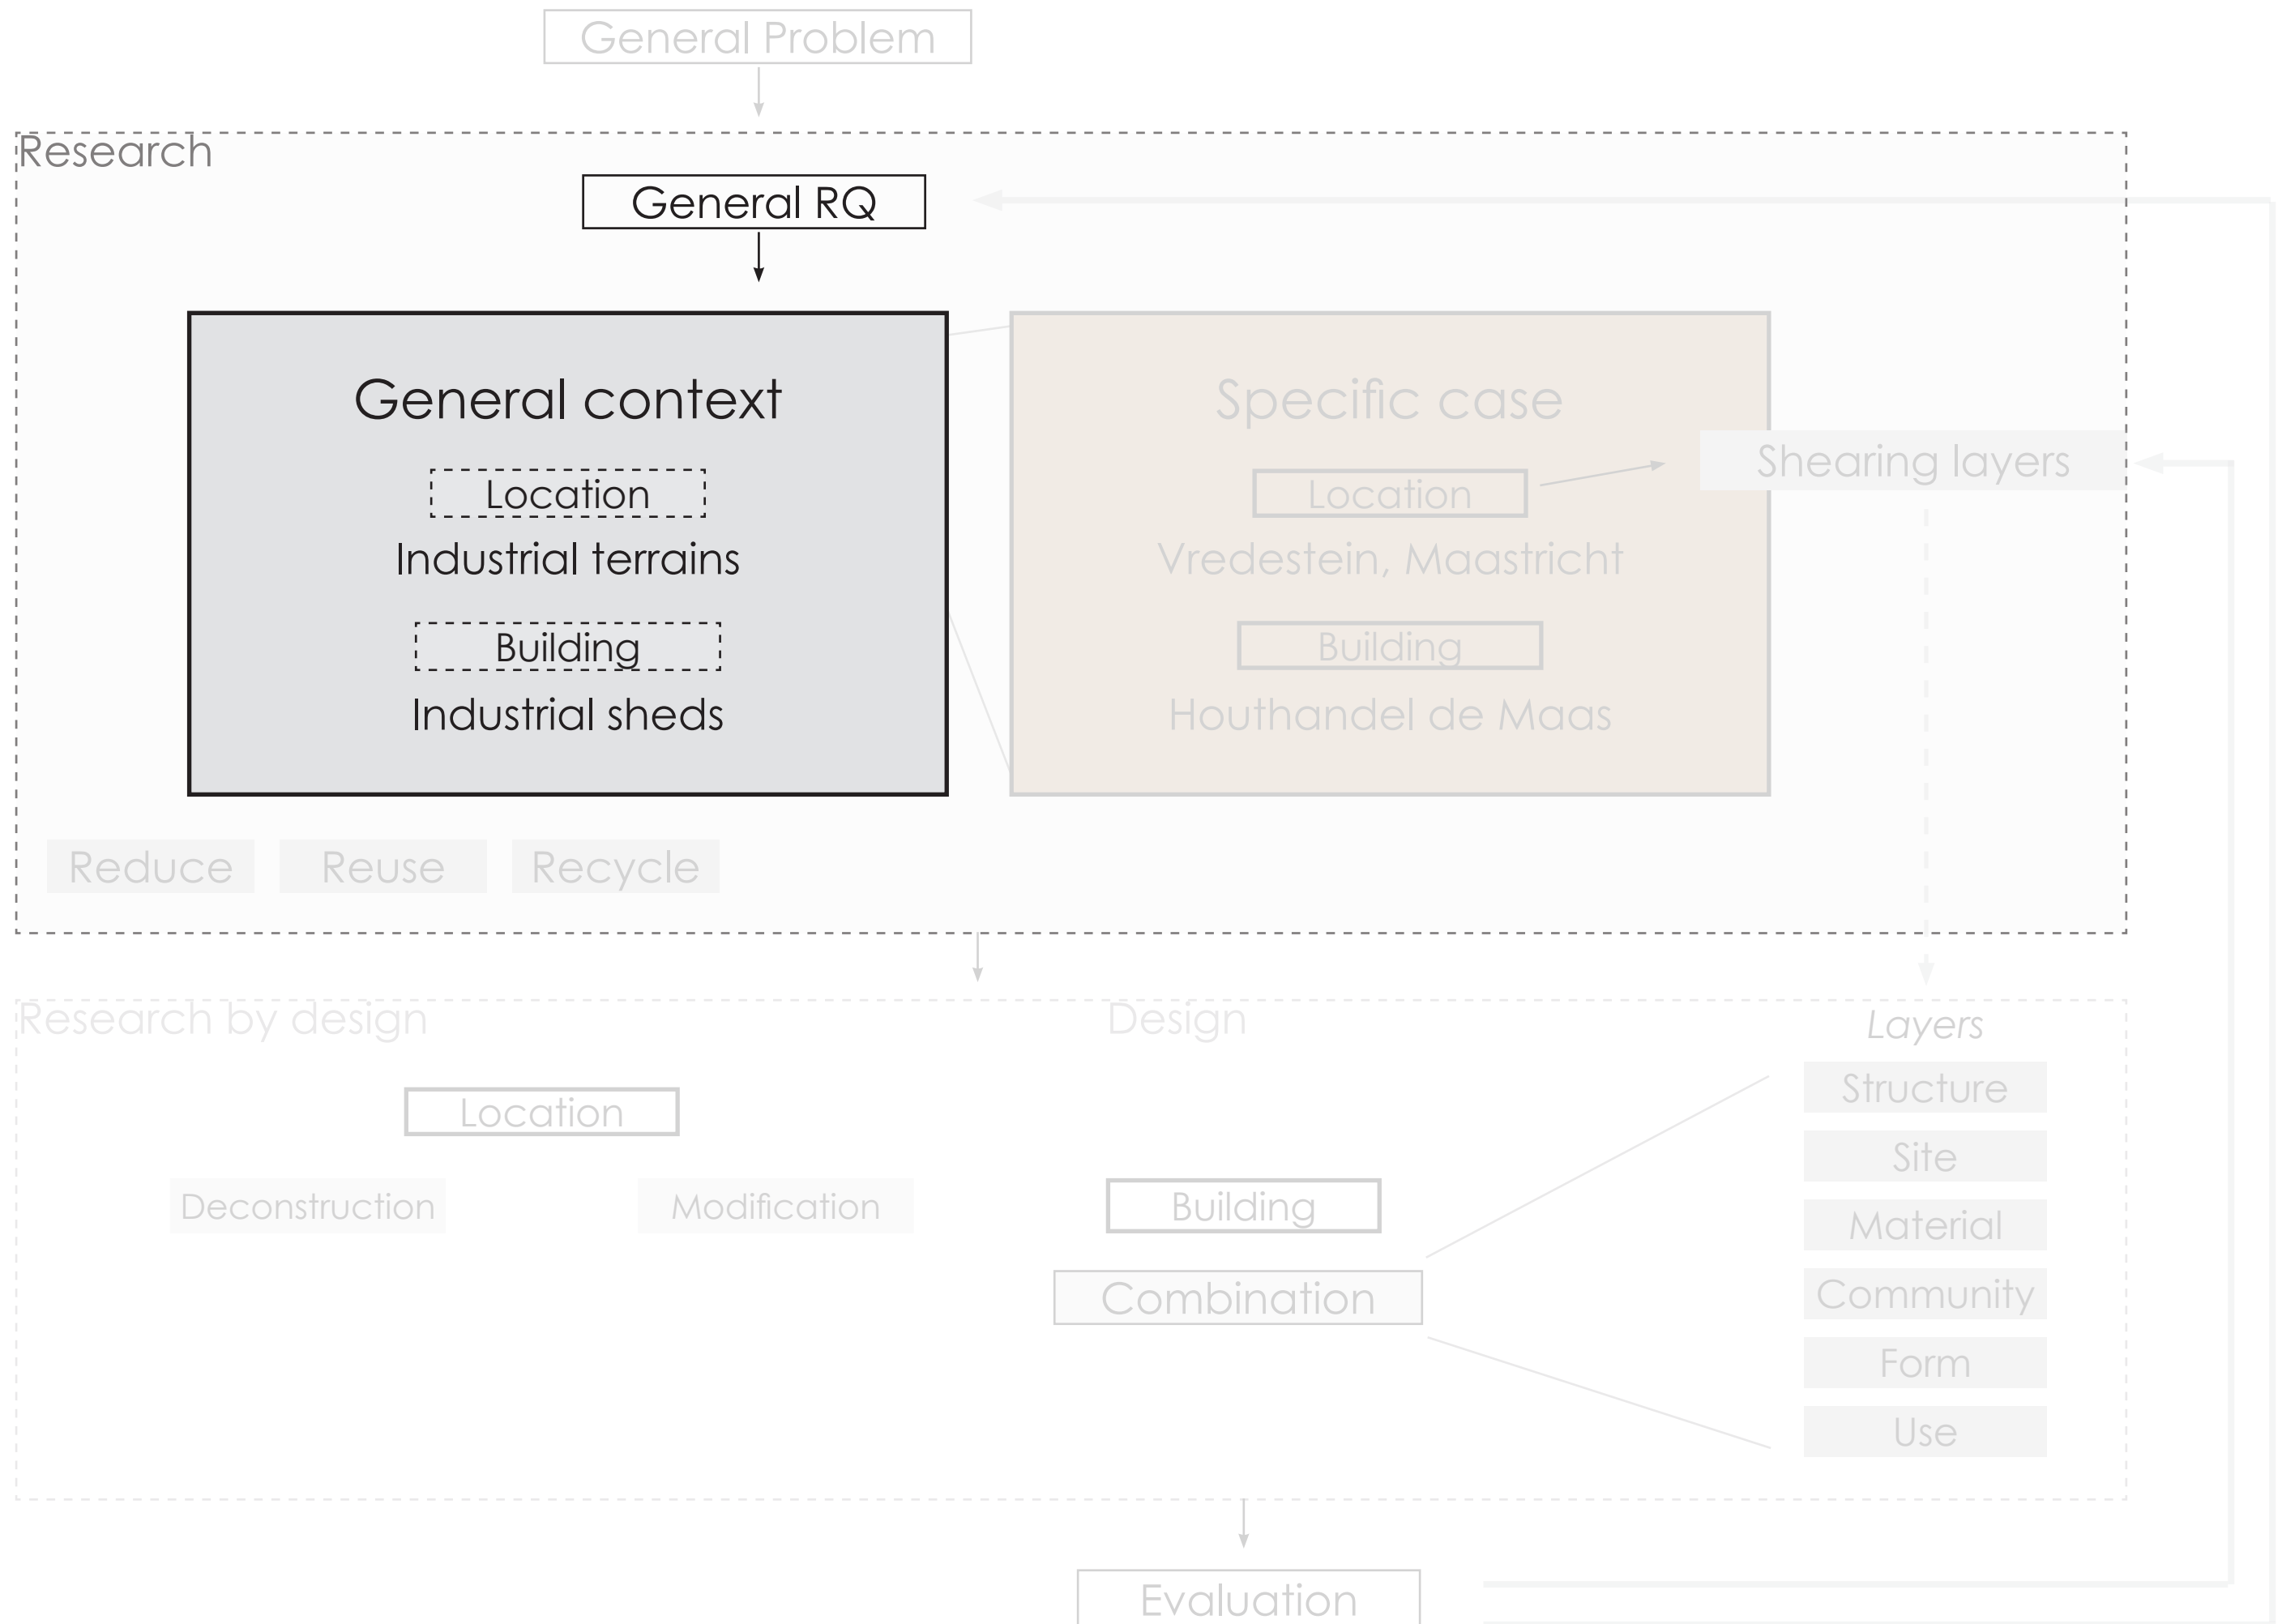 General Problem
Research
General RQ
General context
Location
Industrial terrains
Building
Industrial sheds
Specific case
Location
Vredestein, Maastricht
Building
Houthandel de Maas
Shearing layers
Reduce
Reuse
Recycle
Research by design
Design
Layers
Location
Deconstruction
Modification
Building
Combination
Structure
Site
Material
Community
Form
Use
Evaluation